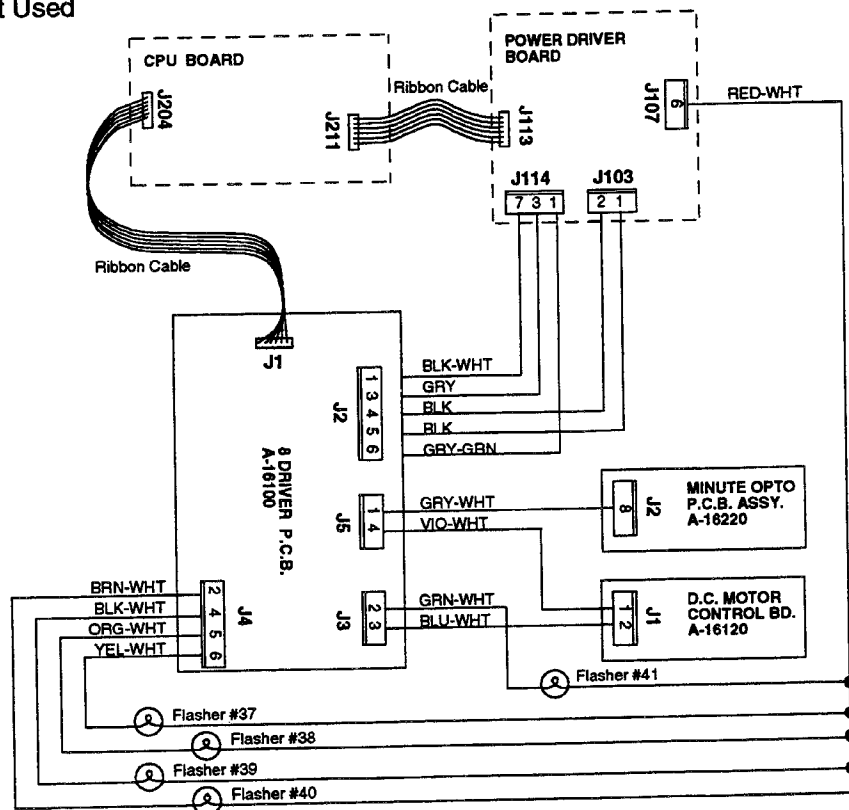 t Used
CPU BOARD
POWER DRIVER
BOARD
Ribbon Cable
J204
J211
J113
J107
6
RED-WHT
J114
J103
7 3 1
2 1
Ribbon Cable
J1
BLK-WHT
GRY
BLK
BLK
GRY-GRN
J2
1
3
4
5
6
8 DRIVER P.C.B.
A-16100
J5
1
4
GRY-WHT
VIO-WHT
8
J2
MINUTE OPTO
P.C.B. ASSY.
A-16220
BRN-WHT
BLK-WHT
ORG-WHT
YEL-WHT
2
4
5
6
J4
J3
2
3
GRN-WHT
BLU-WHT
1
2
J1
D.C. MOTOR
CONTROL BD.
A-16120
Flasher #41
Flasher #37
Flasher #38
Flasher #39
Flasher #40